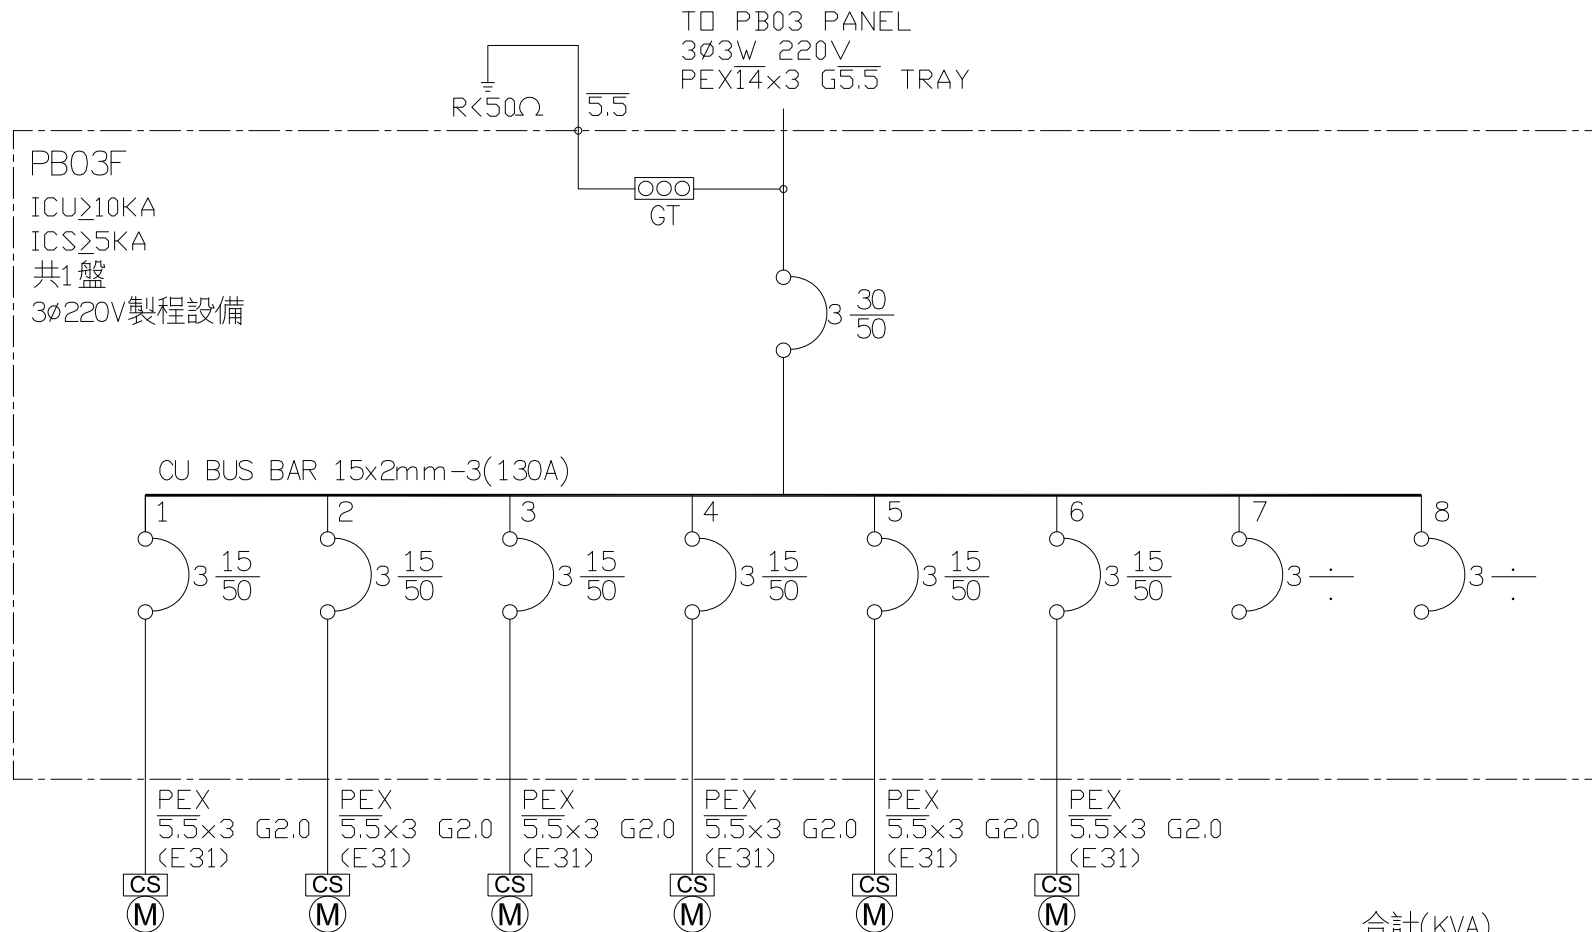 TO PB03 PANEL
3ø3W 220V
PEX14x3 G5.5 TRAY
R<50Ω
5.5
PB03F
ICU≥10KA
ICS≥5KA
共1盤
3ø220V製程設備
GT
3 30
50
CU BUS BAR 15x2mm-3(130A)
1 2 3 4 5 6 7 8
3 15 3 15 3 15 3 15 3 15 3 15 3 · 3 ·
50 50 50 50 50 50 · ·
PEX PEX PEX PEX PEX PEX
5.5x3 G2.0 5.5x3 G2.0 5.5x3 G2.0 5.5x3 G2.0 5.5x3 G2.0 5.5x3 G2.0
(E31) (E31) (E31) (E31) (E31) (E31)
CS CS CS CS CS CS
M M M M M M
合計(KVA)